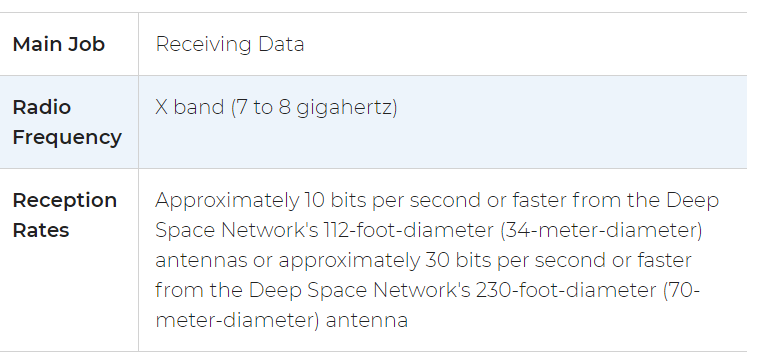 Main Job
Receiving Data
Radio
Frequency
X band (7 to 8 gigahertz)
Reception
Rates
Approximately 10 bits per second or faster from the Deep
Space Network's 112-foot-diameter (34-meter-diameter)
antennas or approximately 30 bits per second or faster
from the Deep Space Network's 230-foot-diameter (70-
meter-diameter) antenna